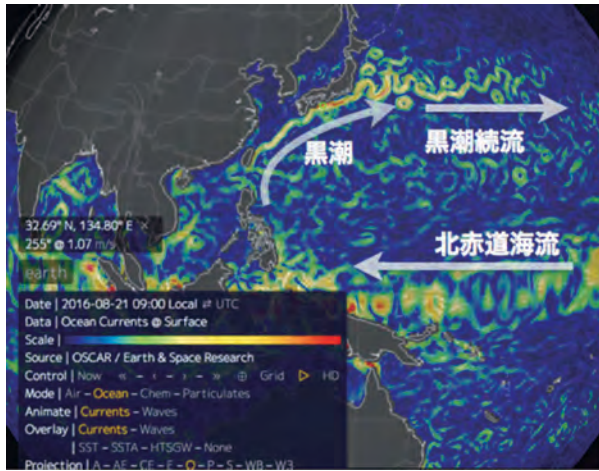 黒潮
黒潮続流
北赤道海流
32.69° N, 134.80° E ×
255° @ 1.07 m/s
earth
Date | 2016-08-21 09:00 Local ⇄ UTC
Data | Ocean Currents @ Surface
Scale |
Source | OSCAR / Earth & Space Research
Control | Now « – ‹ – › – » ⊕ Grid ▷ HD
Mode | Air – Ocean – Chem – Particulates
Animate | Currents – Waves
Overlay | Currents – Waves
| SST – SSTA – HTSGW – None
Projection | A – AE – CE – E – O – P – S – WB – W3